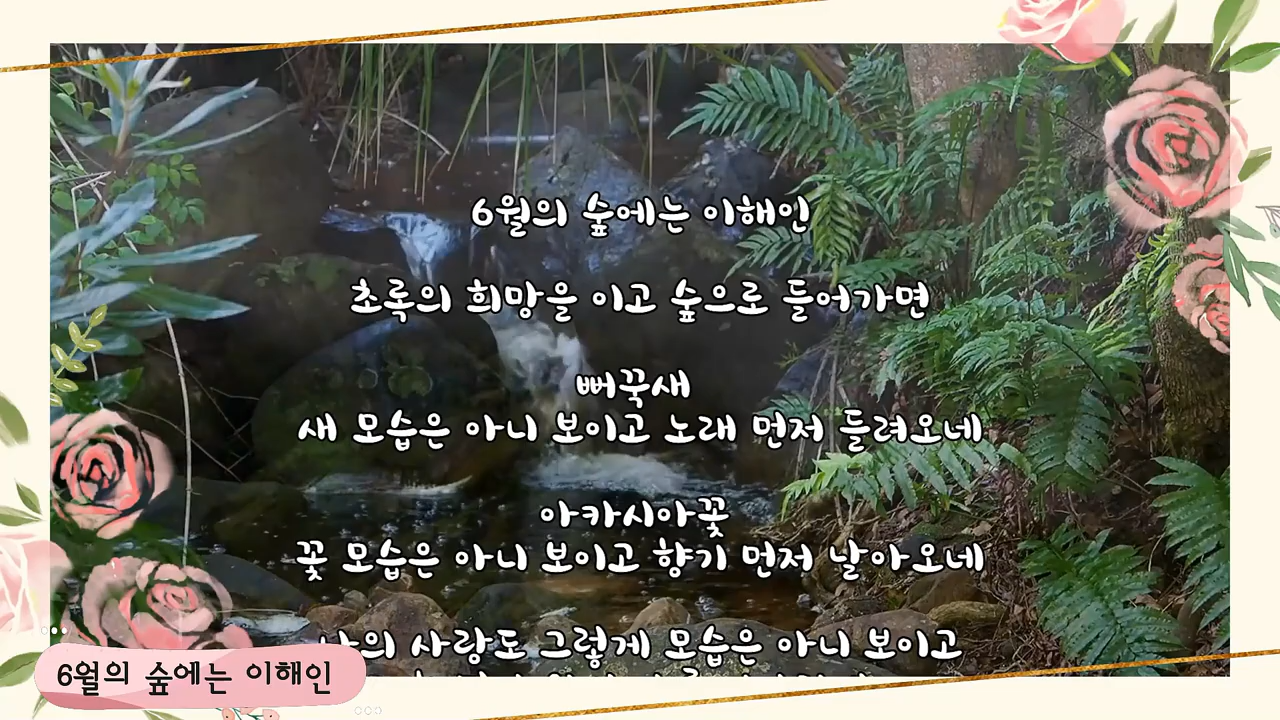 6월의 숲에는 이해인
초록의 희망을 이고 숲으로 들어가면
뻐꾹새
새 모습은 아니 보이고 노래 먼저 들려오네
아카시아꽃
꽃 모습은 아니 보이고 향기 먼저 날아오네
나의 사랑도 그렇게 모습은 아니 보이고
6월의 숲에는 이해인